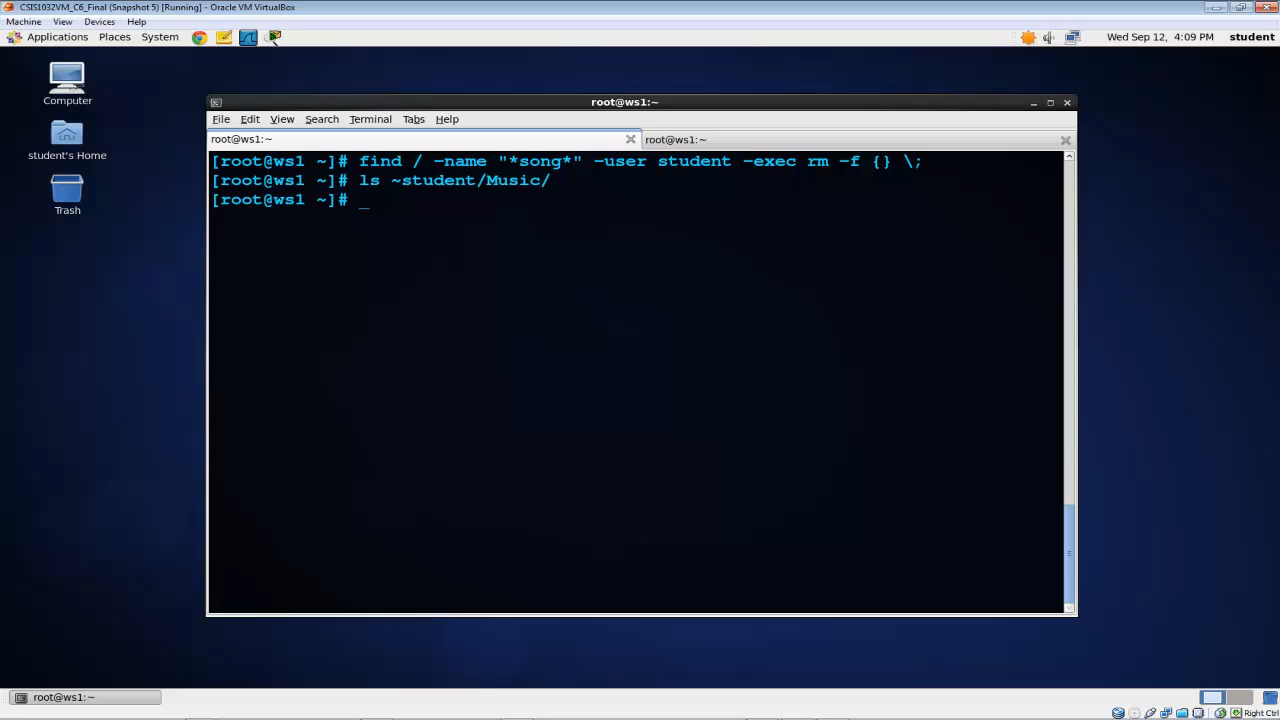 CSIS1032VM_C6_Final (Snapshot 5) [Running] - Oracle VM VirtualBox
Machine View Devices Help
Applications Places System Wed Sep 12, 4:09 PM student
Computer
student's Home
Trash
root@ws1:~
File Edit View Search Terminal Tabs Help
root@ws1:~ root@ws1:~
[root@ws1 ~]# find / -name "*song*" -user student -exec rm -f {} \;
[root@ws1 ~]# ls ~student/Music/
[root@ws1 ~]# _
root@ws1:~
Right Ctrl